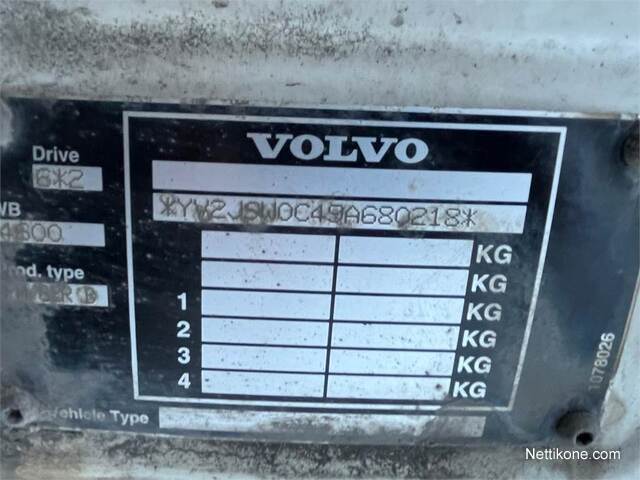 VOLVO
Drive
6*2
WB
4800
Prod. type
*YV2JSW0C49A680218*
KG
KG
1 KG
2 KG
3 KG
4 KG
Vehicle Type
1078026
Nettikone.com